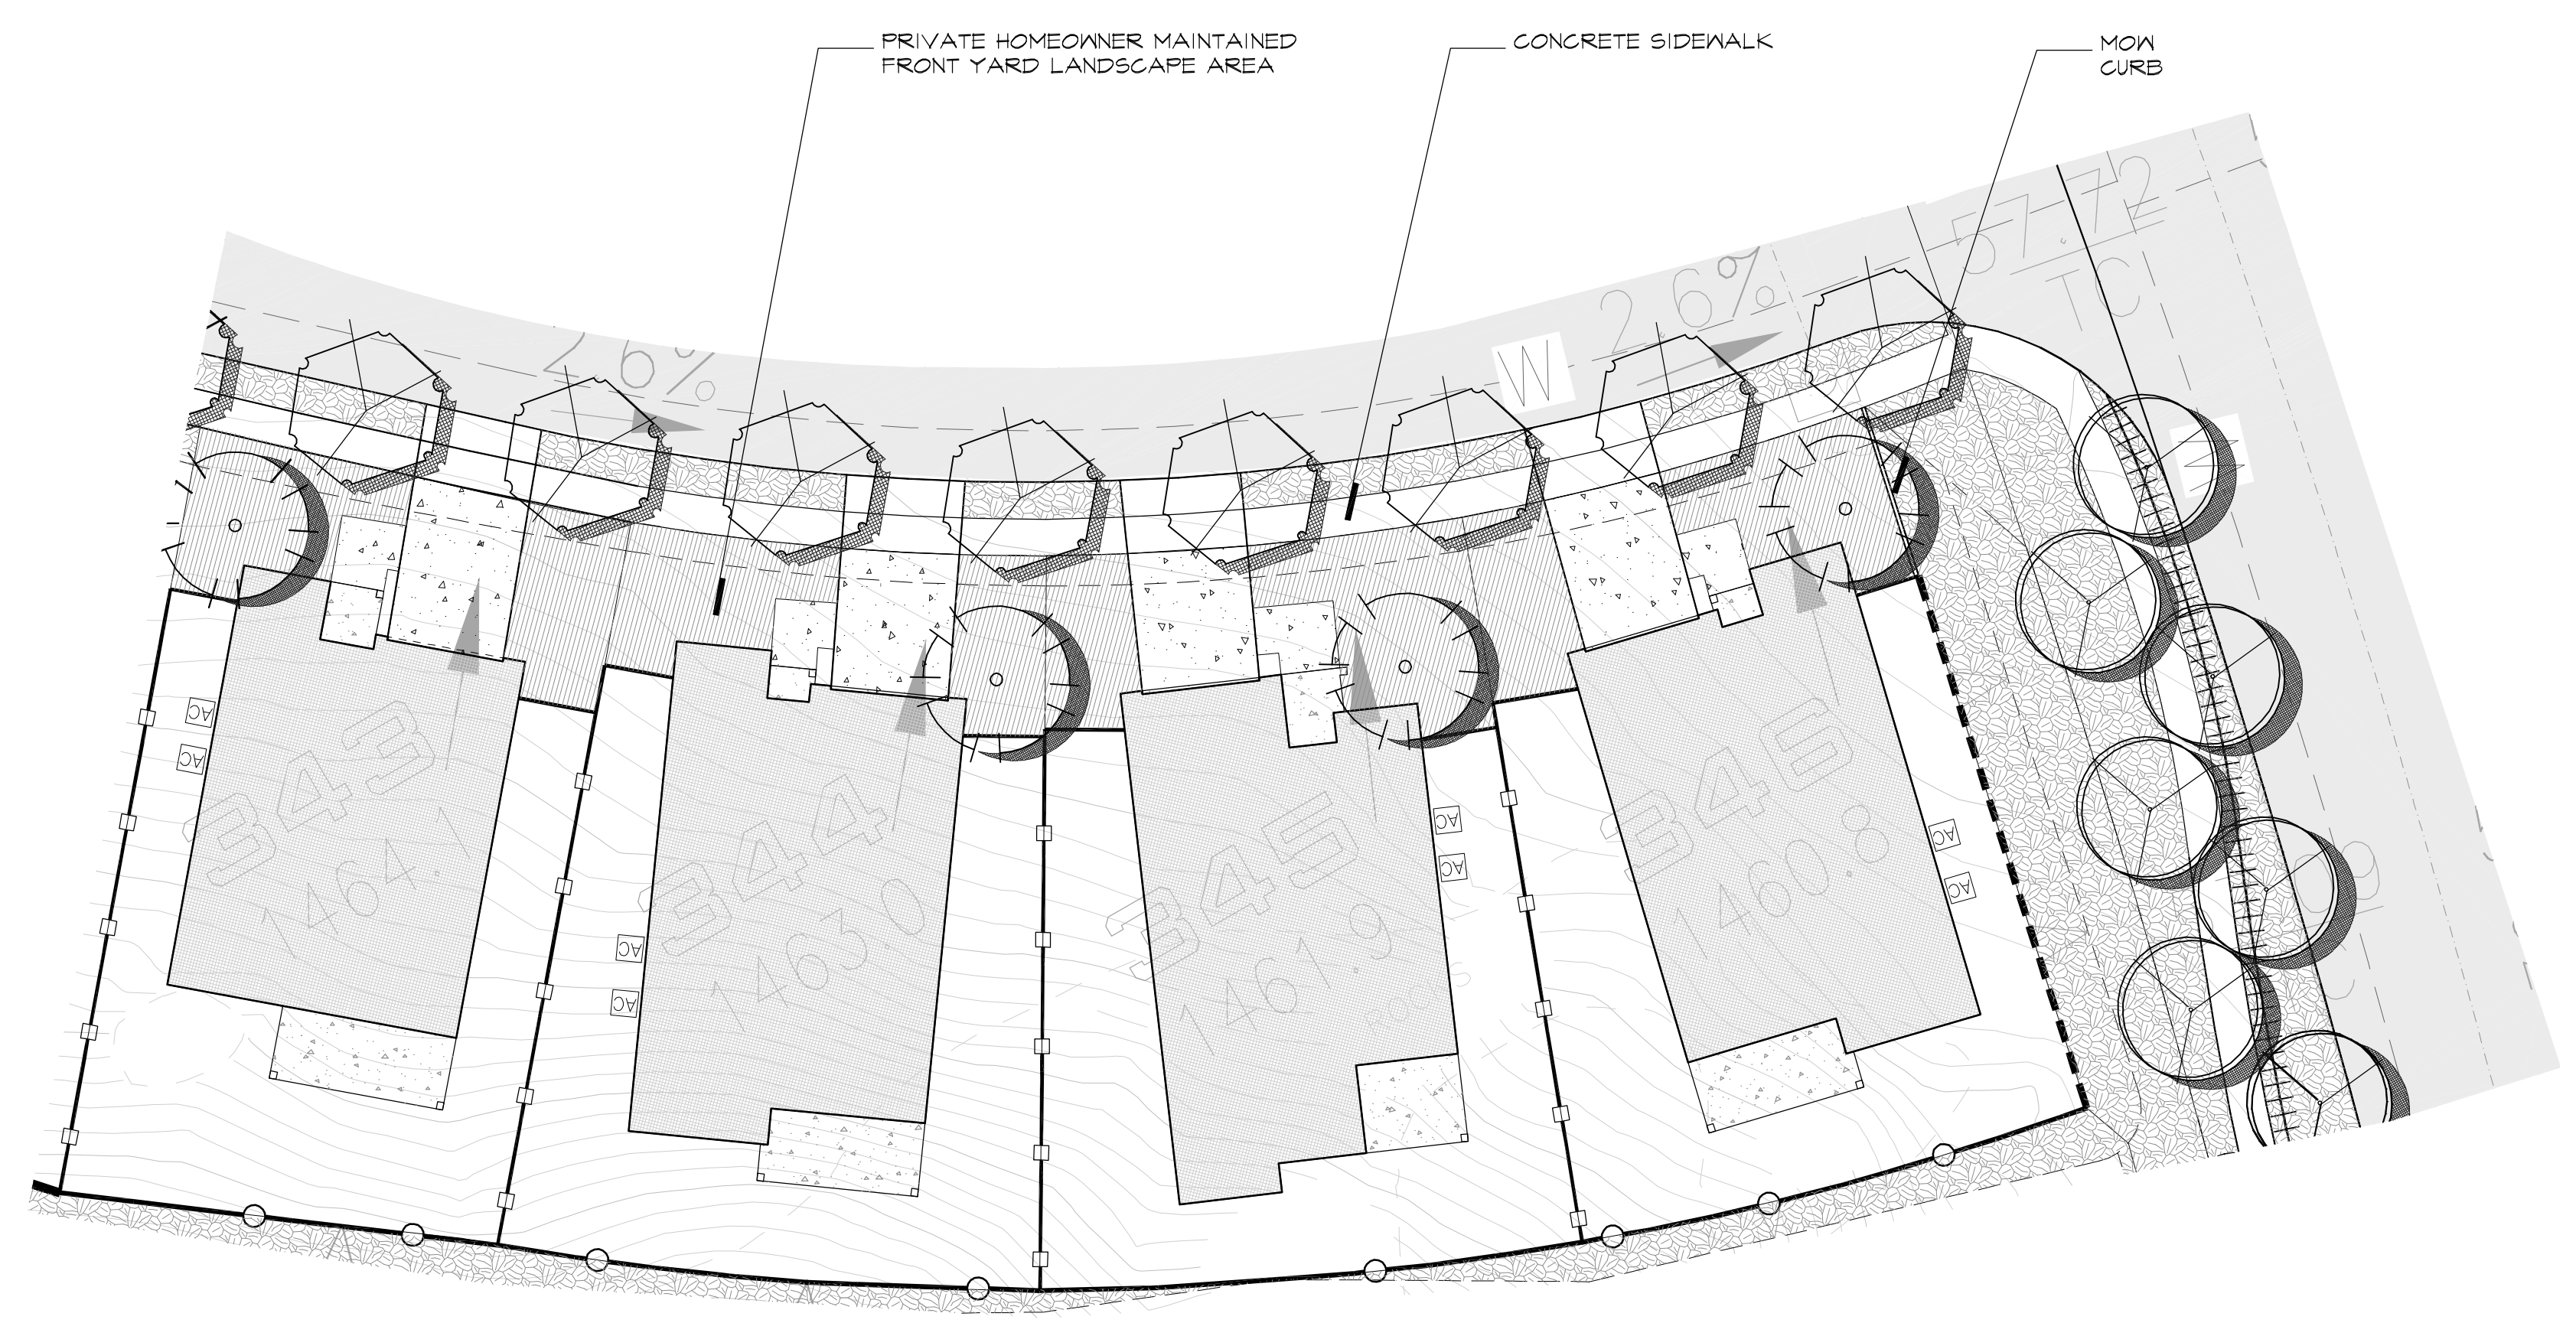 PRIVATE HOMEOWNER MAINTAINED
FRONT YARD LANDSCAPE AREA
CONCRETE SIDEWALK
MOW
CURB
57.72
TC
2.6%
W
2.6%
AC
AC
343
1464.1
AC
AC
344
1463.0
AC
AC
345
1461.9
AC
AC
346
1460.8